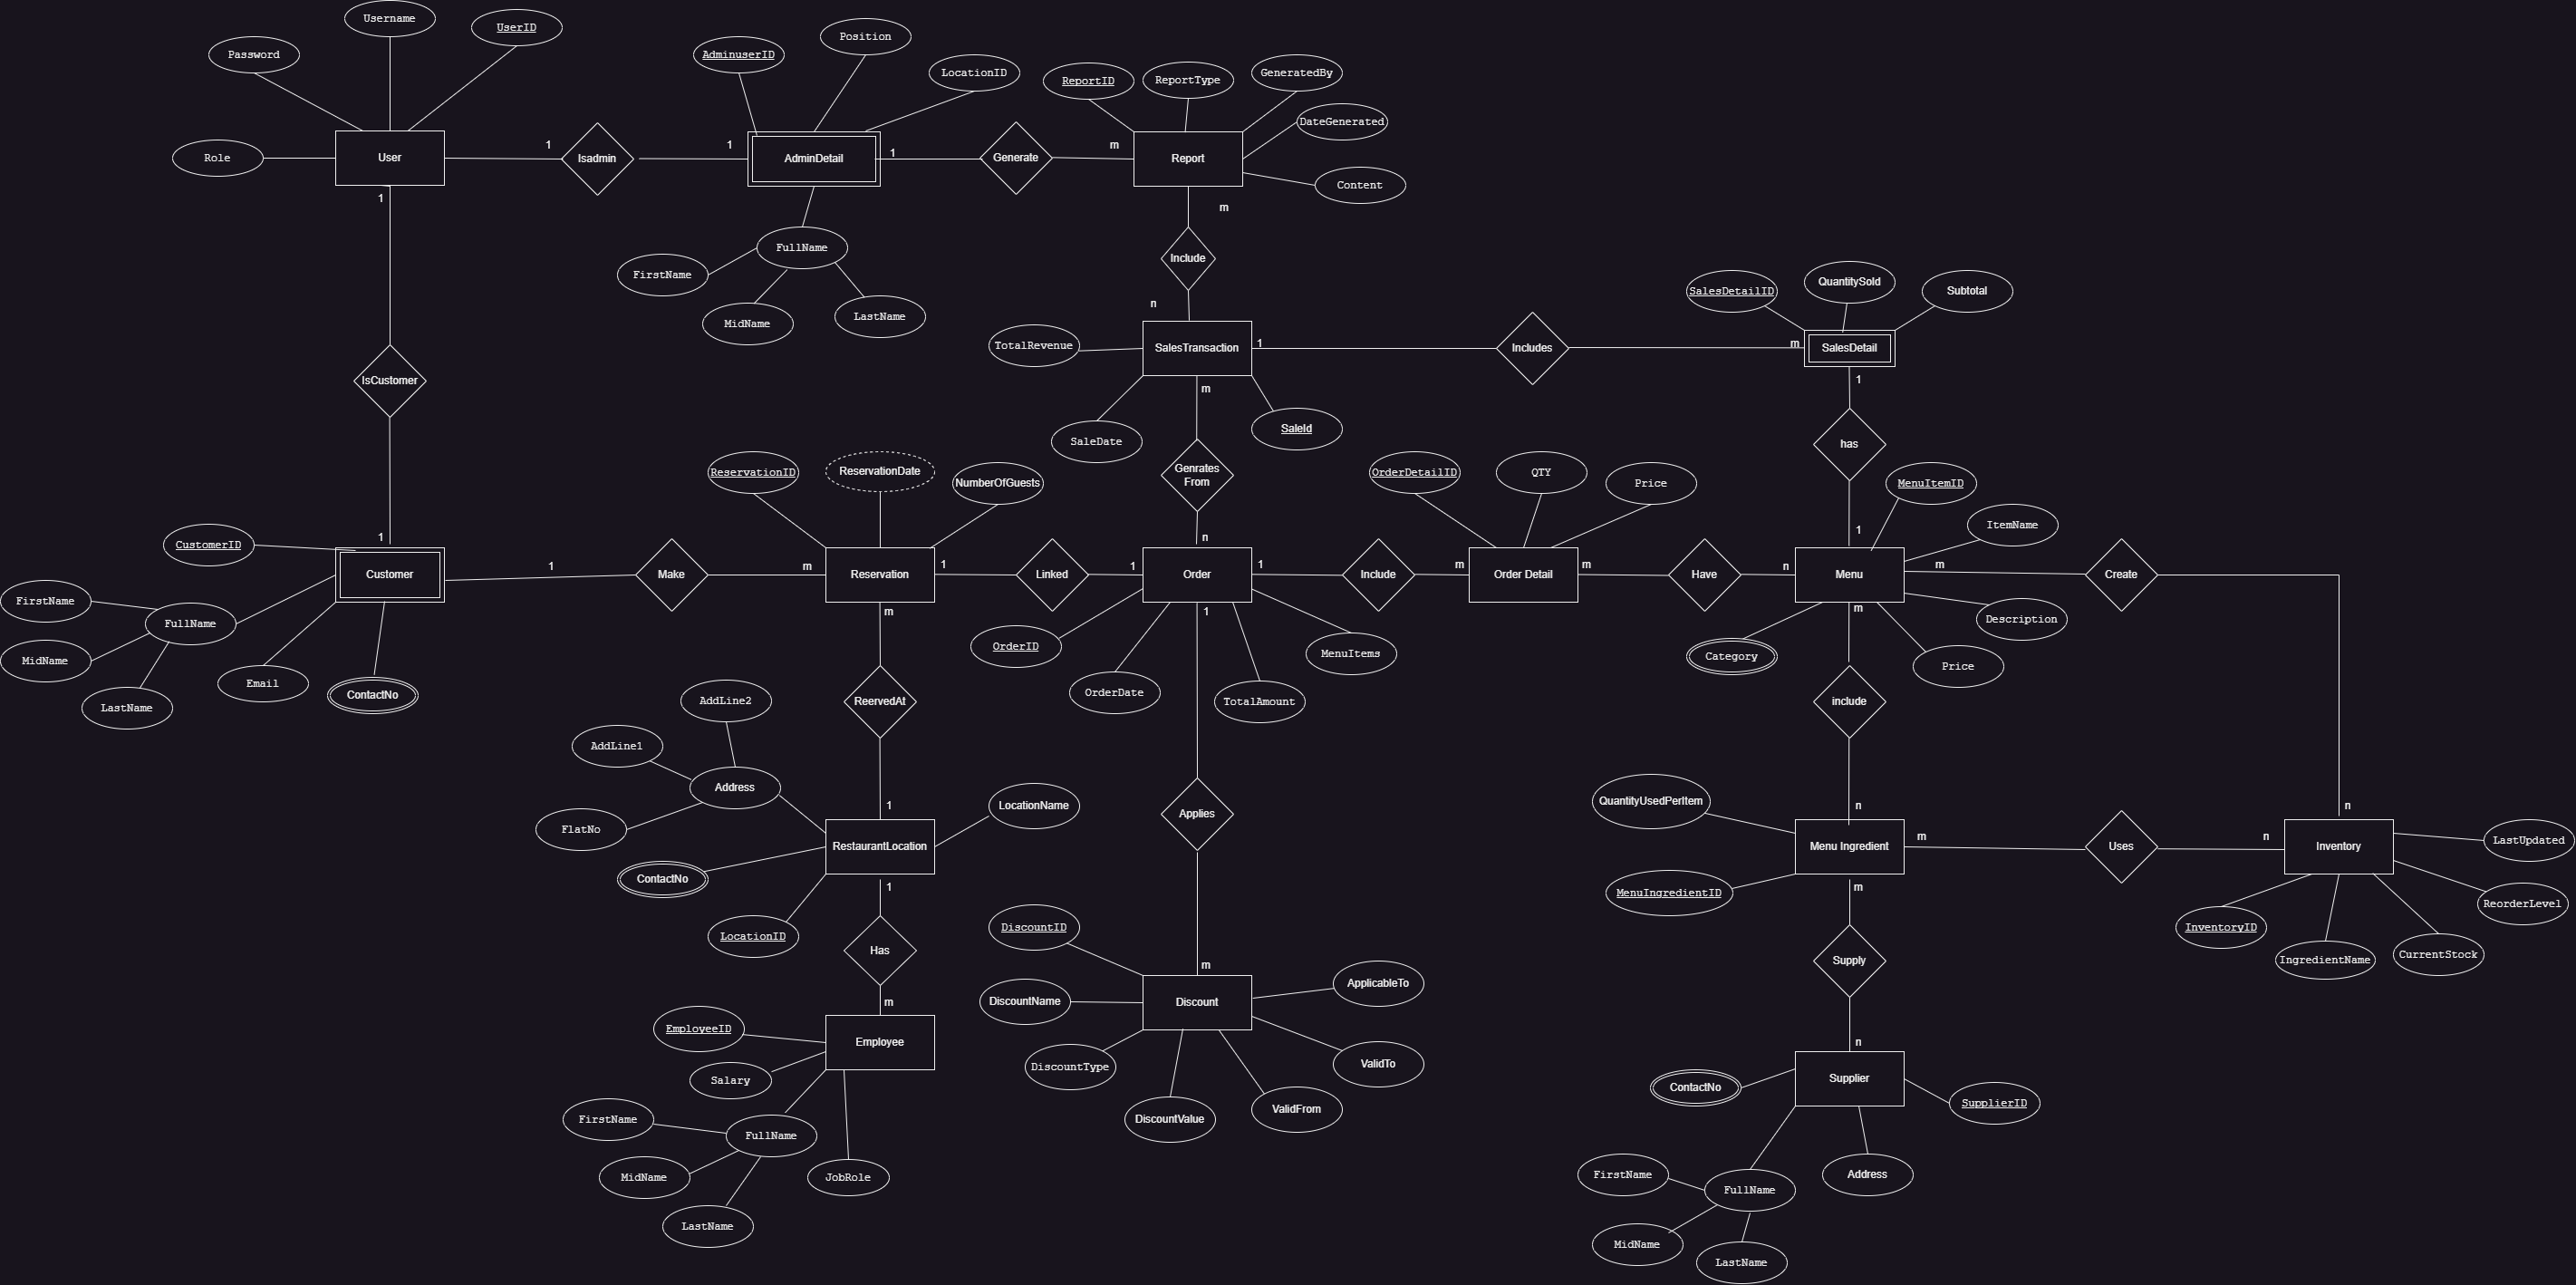 Username
UserID
Password
Role
User
1
Isadmin
1
AdminuserID
Position
LocationID
AdminDetail
1
Generate
m
ReportID
ReportType
GeneratedBy
DateGenerated
Content
Report
1
m
FullName
FirstName
MidName
LastName
Include
n
TotalRevenue
SalesTransaction
1
Includes
m
SalesDetailID
QuantitySold
Subtotal
SalesDetail
1
IsCustomer
m
SaleDate
SaleId
has
ReservationID
ReservationDate
NumberOfGuests
Genrates
From
OrderDetailID
QTY
Price
MenuItemID
ItemName
1
n
1
CustomerID
Customer
1
Make
m
Reservation
1
Linked
1
Order
1
Include
m
Order Detail
m
Have
n
Menu
m
Create
FirstName
FullName
MidName
LastName
Email
ContactNo
m
OrderID
OrderDate
1
TotalAmount
MenuItems
m
Category
Description
Price
ReervedAt
include
AddLine2
AddLine1
Address
FlatNo
1
LocationName
RestaurantLocation
ContactNo
LocationID
1
Applies
QuantityUsedPerItem
n
Menu Ingredient
m
Uses
n
n
Inventory
LastUpdated
MenuIngredientID
m
InventoryID
IngredientName
CurrentStock
ReorderLevel
Has
m
DiscountID
m
Supply
DiscountName
Discount
ApplicableTo
DiscountType
DiscountValue
ValidFrom
ValidTo
EmployeeID
Employee
Salary
FirstName
FullName
MidName
LastName
JobRole
n
ContactNo
Supplier
SupplierID
FirstName
FullName
Address
MidName
LastName